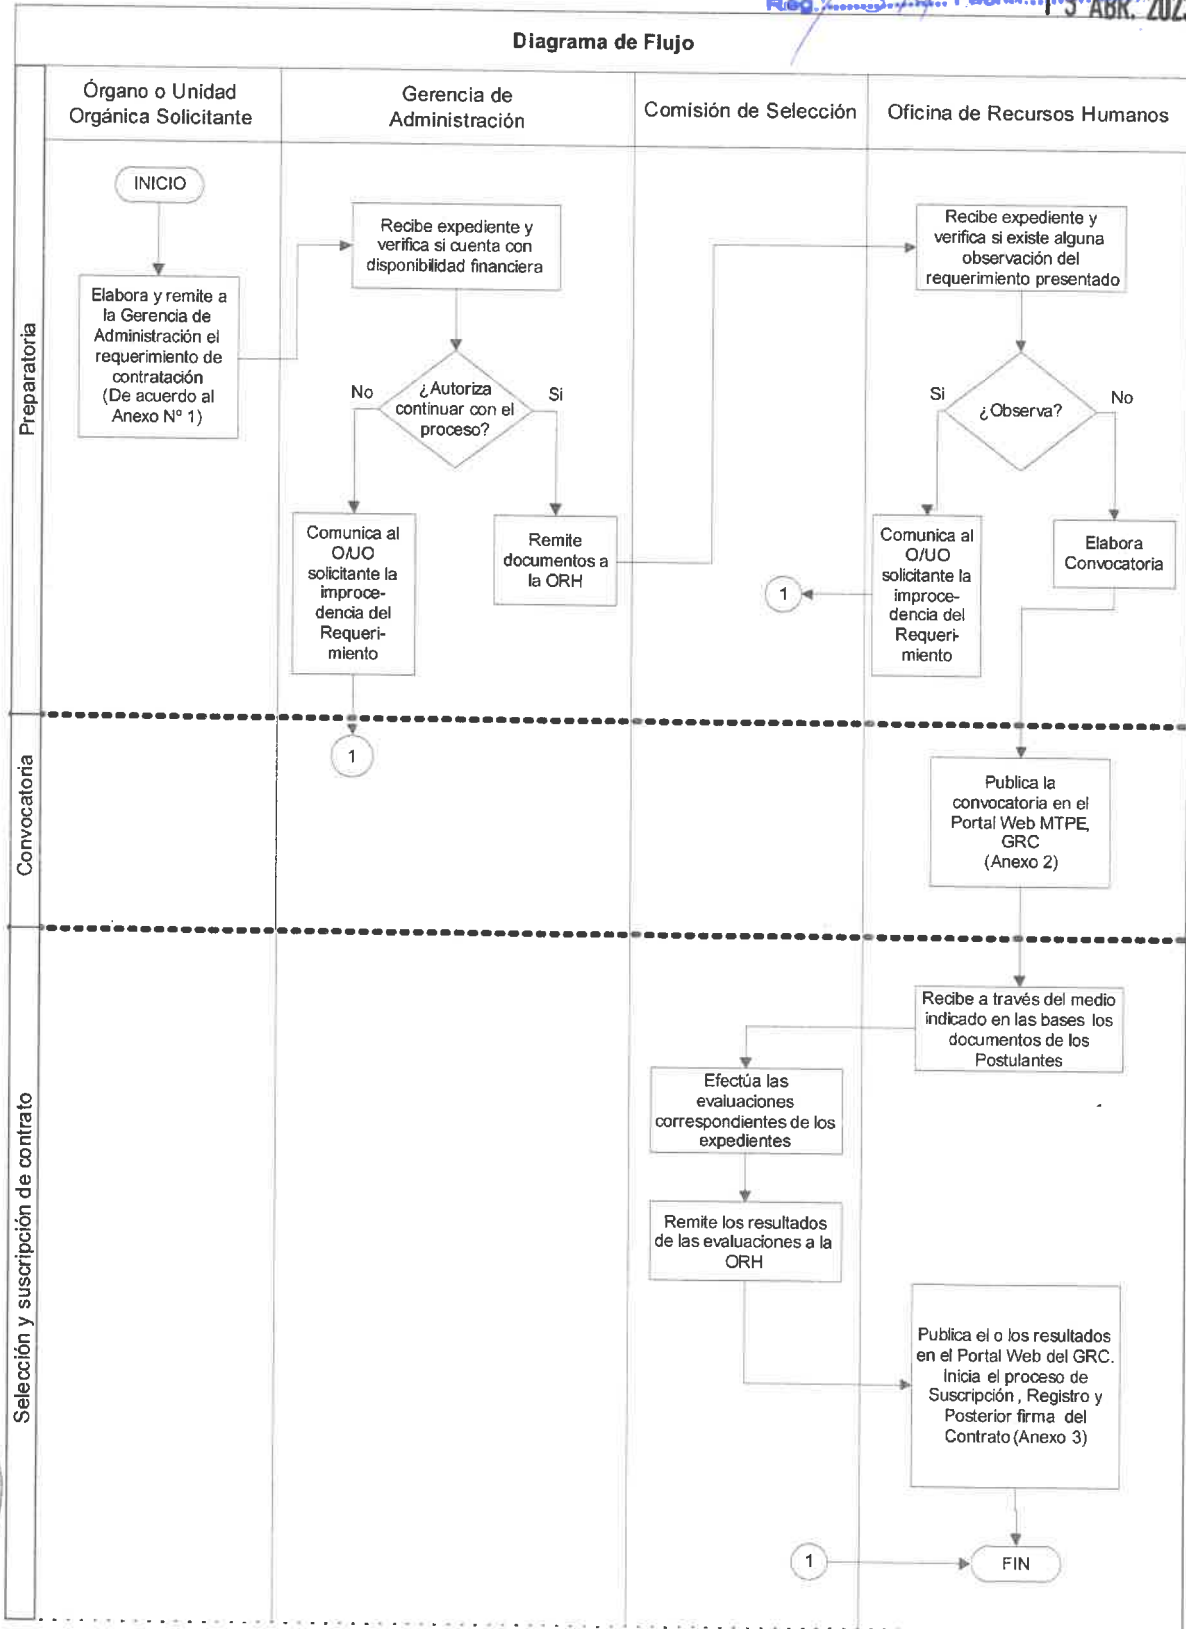 Reg.
3 ABR. 202
Diagrama de Flujo
Órgano o Unidad
Orgánica Solicitante
Gerencia de
Administración
Comisión de Selección
Oficina de Recursos Humanos
Preparatoria
INICIO
Elabora y remite a
la Gerencia de
Administración el
requerimiento de
contratación
(De acuerdo al
Anexo Nº 1)
Recibe expediente y
verifica si cuenta con
disponibilidad financiera
¿Autoriza
continuar con el
proceso?
No
Si
Comunica al
O/UO
solicitante la
improce-
dencia del
Requeri-
miento
Remite
documentos a
la ORH
Recibe expediente y
verifica si existe alguna
observación del
requerimiento presentado
¿Observa?
Si
No
Comunica al
O/UO
solicitante la
improce-
dencia del
Requeri-
miento
1
Elabora
Convocatoria
Convocatoria
1
Publica la
convocatoria en el
Portal Web MTPE,
GRC
(Anexo 2)
Selección y suscripción de contrato
Recibe a través del medio
indicado en las bases los
documentos de los
Postulantes
Efectúa las
evaluaciones
correspondientes de los
expedientes
Remite los resultados
de las evaluaciones a la
ORH
Publica el o los resultados
en el Portal Web del GRC.
Inicia el proceso de
Suscripción , Registro y
Posterior firma del
Contrato (Anexo 3)
1
FIN